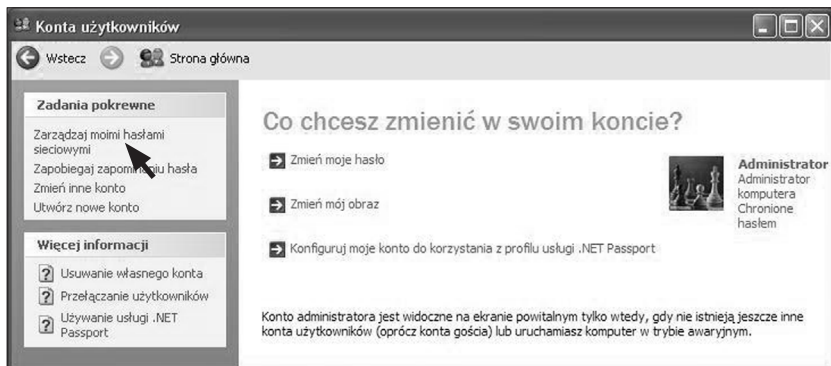 Konta użytkowników
Wstecz
Strona główna
Zadania pokrewne
Zarządzaj moimi hasłami
sieciowymi
Zapobiegaj zapominaniu hasła
Zmień inne konto
Utwórz nowe konto
Więcej informacji
Usuwanie własnego konta
Przełączanie użytkowników
Używanie usługi .NET
Passport
Co chcesz zmienić w swoim koncie?
Zmień moje hasło
Zmień mój obraz
Konfiguruj moje konto do korzystania z profilu usługi .NET Passport
Administrator
Administrator
komputera
Chronione
hasłem
Konto administratora jest widoczne na ekranie powitalnym tylko wtedy, gdy nie istnieją jeszcze inne
konta użytkowników (oprócz konta gościa) lub uruchamiasz komputer w trybie awaryjnym.